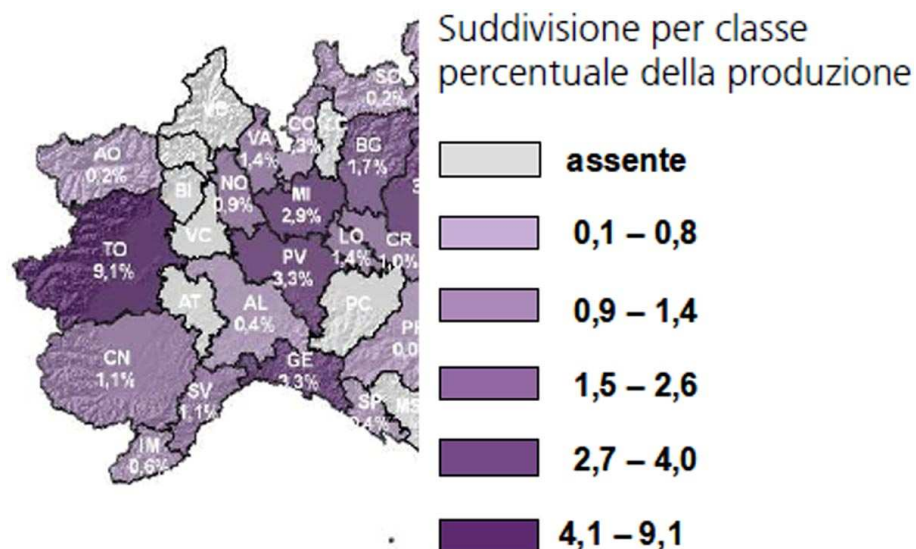 Suddivisione per classe
percentuale della produzione
assente
0,1 – 0,8
0,9 – 1,4
1,5 – 2,6
2,7 – 4,0
4,1 – 9,1
SO
0,2%
VB
CO
VA
1,4%
BG
1,7%
AO
0,2%
BI
NO
0,9%
MI
2,9%
VC
LO
1,4%
CR
1,0%
TO
9,1%
PV
3,3%
AT
AL
0,4%
PC
CN
1,1%
GE
3,3%
SV
1,1%
SP
MS
IM
0,6%